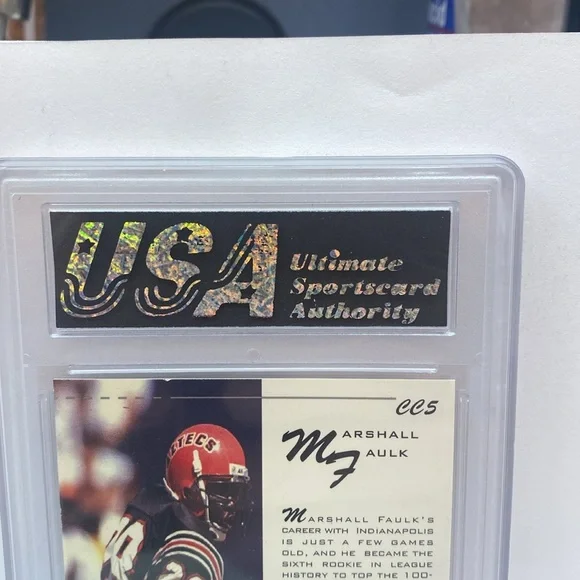 USA
Ultimate
Sportscard
Authority
CC5
MARSHALL
FAULK
AZTECS
MARSHALL FAULK'S
CAREER WITH INDIANAPOLIS
IS JUST A FEW GAMES
OLD, AND HE BECAME THE
SIXTH ROOKIE IN LEAGUE
HISTORY TO TOP THE 100